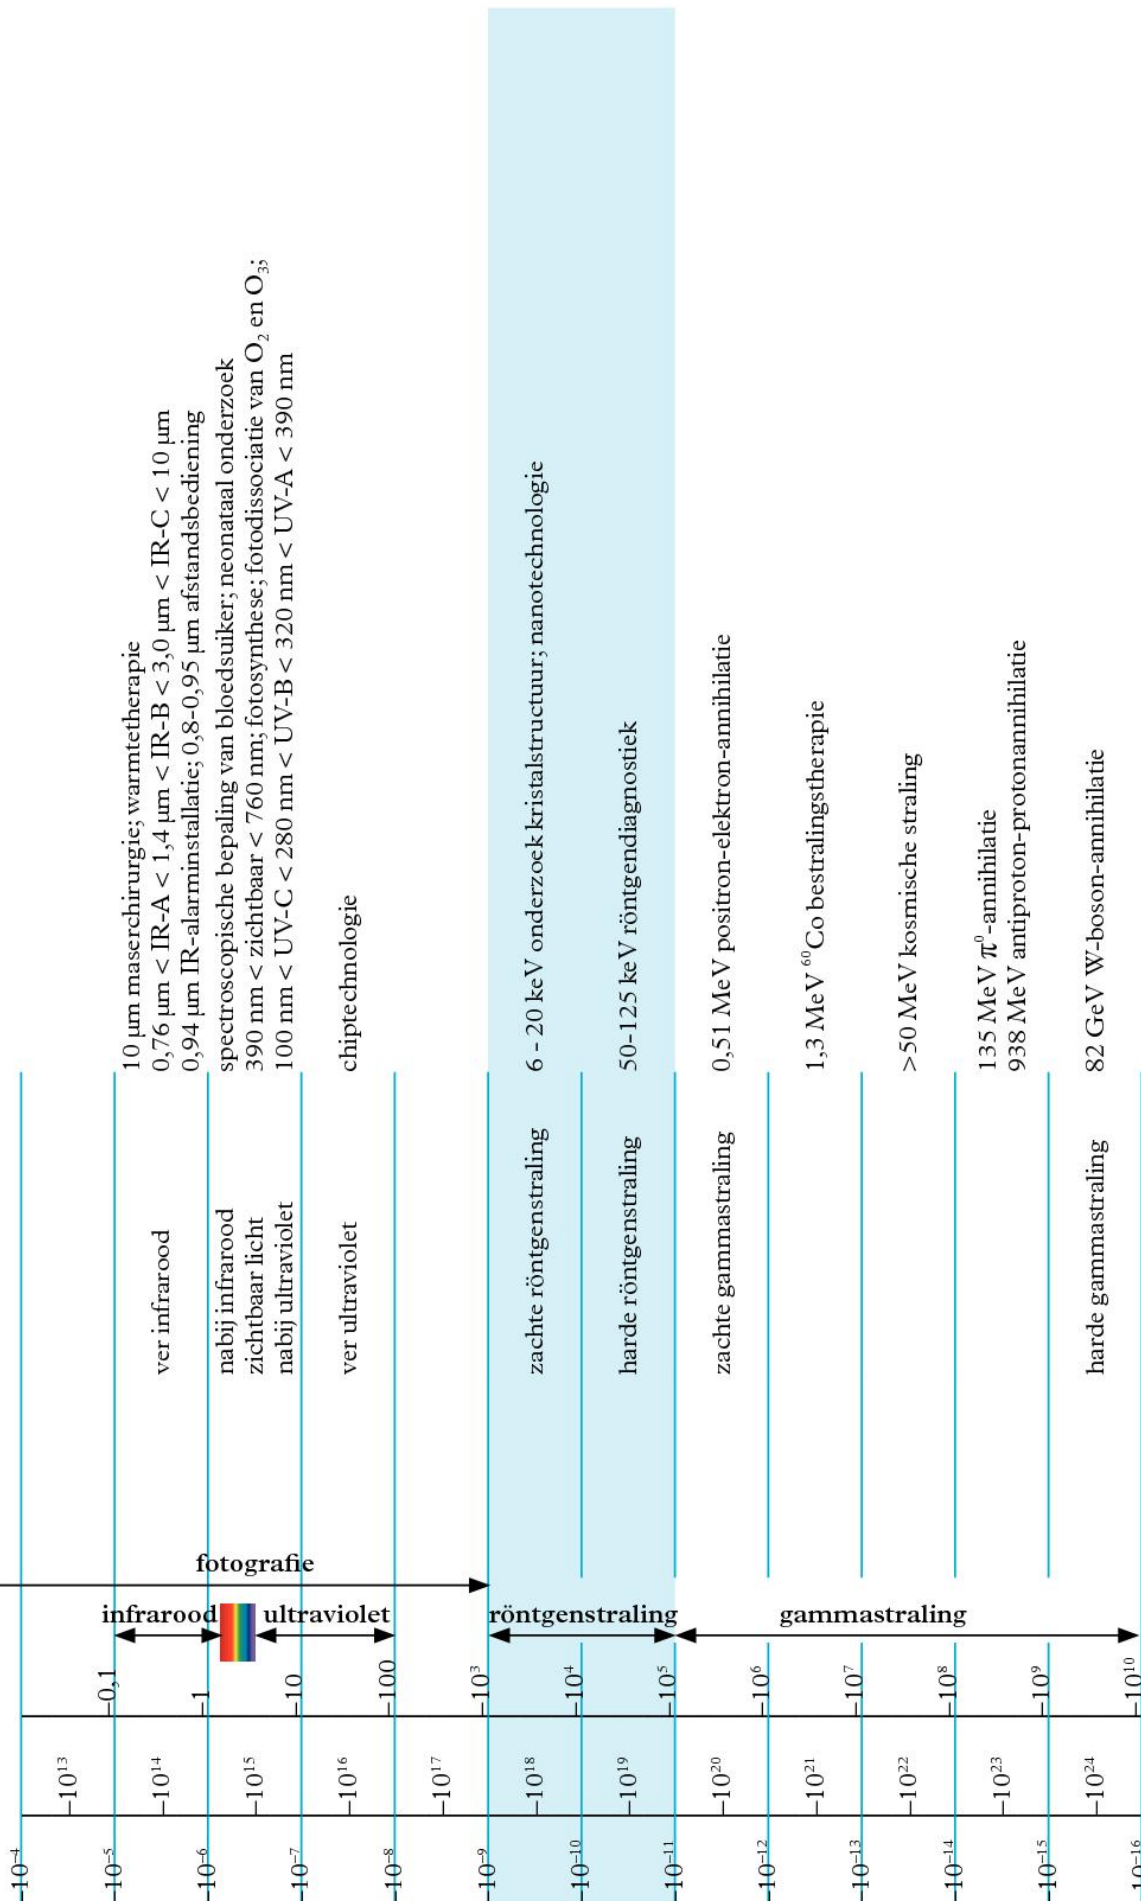 10⁻⁴
10⁻⁵
10⁻⁶
10⁻⁷
10⁻⁸
10⁻⁹
10⁻¹⁰
10⁻¹¹
10⁻¹²
10⁻¹³
10⁻¹⁴
10⁻¹⁵
10⁻¹⁶
10¹³
10¹⁴
10¹⁵
10¹⁶
10¹⁷
10¹⁸
10¹⁹
10²⁰
10²¹
10²²
10²³
10²⁴
0,1
1
10
100
10³
10⁴
10⁵
10⁶
10⁷
10⁸
10⁹
10¹⁰
infrarood
ultraviolet
röntgenstraling
gammastraling
fotografie
ver infrarood
nabij infrarood
zichtbaar licht
nabij ultraviolet
ver ultraviolet
zachte röntgenstraling
harde röntgenstraling
zachte gammastraling
harde gammastraling
10 µm maserchirurgie; warmtetherapie
0,76 µm < IR-A < 1,4 µm < IR-B < 3,0 µm < IR-C < 10 µm
0,94 µm IR-alarminstallatie; 0,8-0,95 µm afstandsbediening
spectroscopische bepaling van bloedsuiker; neonataal onderzoek
390 nm < zichtbaar < 760 nm; fotosynthese; fotodissociatie van O₂ en O₃;
100 nm < UV-C < 280 nm < UV-B < 320 nm < UV-A < 390 nm
chiptechnologie
6 - 20 keV onderzoek kristalstructuur; nanotechnologie
50-125 keV röntgendiagnostiek
0,51 MeV positron-elektron-annihilatie
1,3 MeV ⁶⁰Co bestralingstherapie
>50 MeV kosmische straling
135 MeV π⁰-annihilatie
938 MeV antiproton-protonannihilatie
82 GeV W-boson-annihilatie